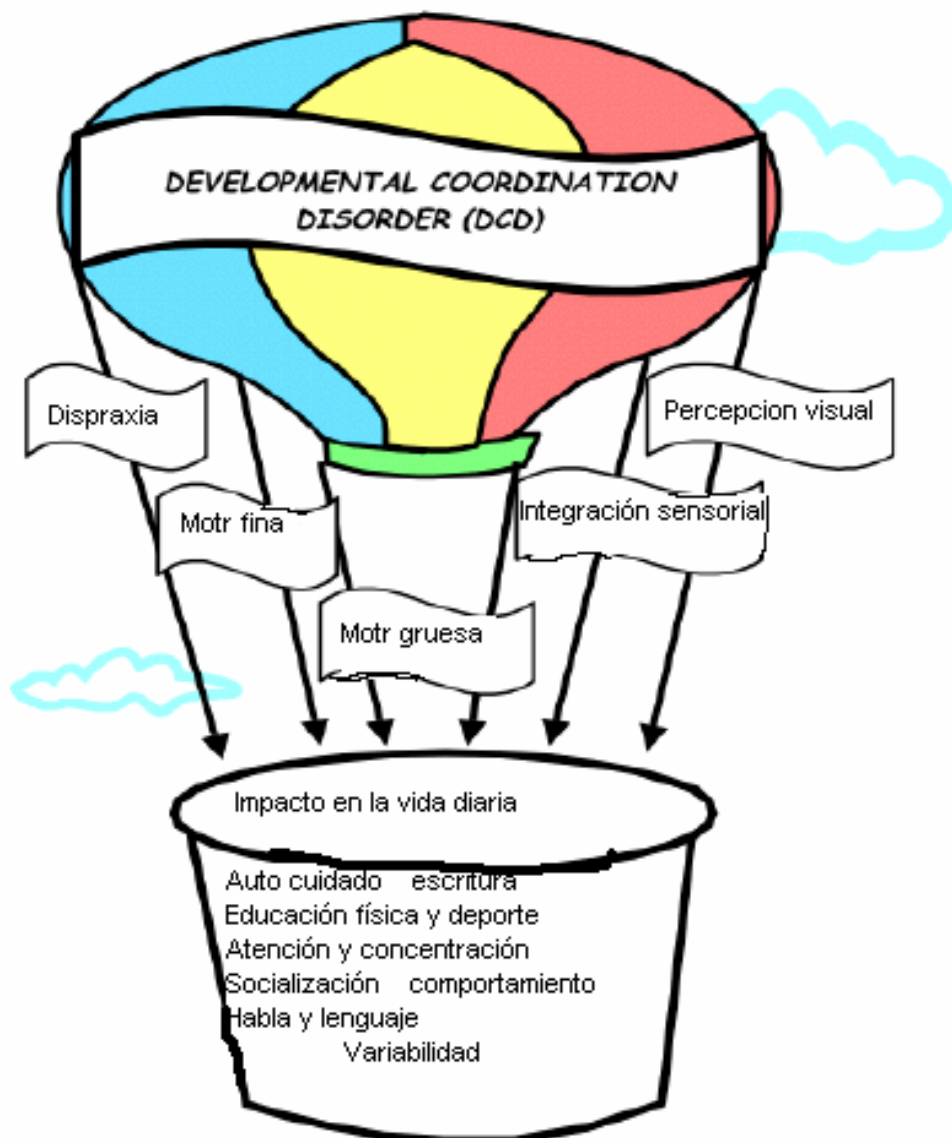 DEVELOPMENTAL COORDINATION
DISORDER (DCD)
Dispraxia
Percepcion visual
Motr fina
Integración sensorial
Motr gruesa
Impacto en la vida diaria
Auto cuidado escritura
Educación física y deporte
Atención y concentración
Socialización comportamiento
Habla y lenguaje
Variabilidad